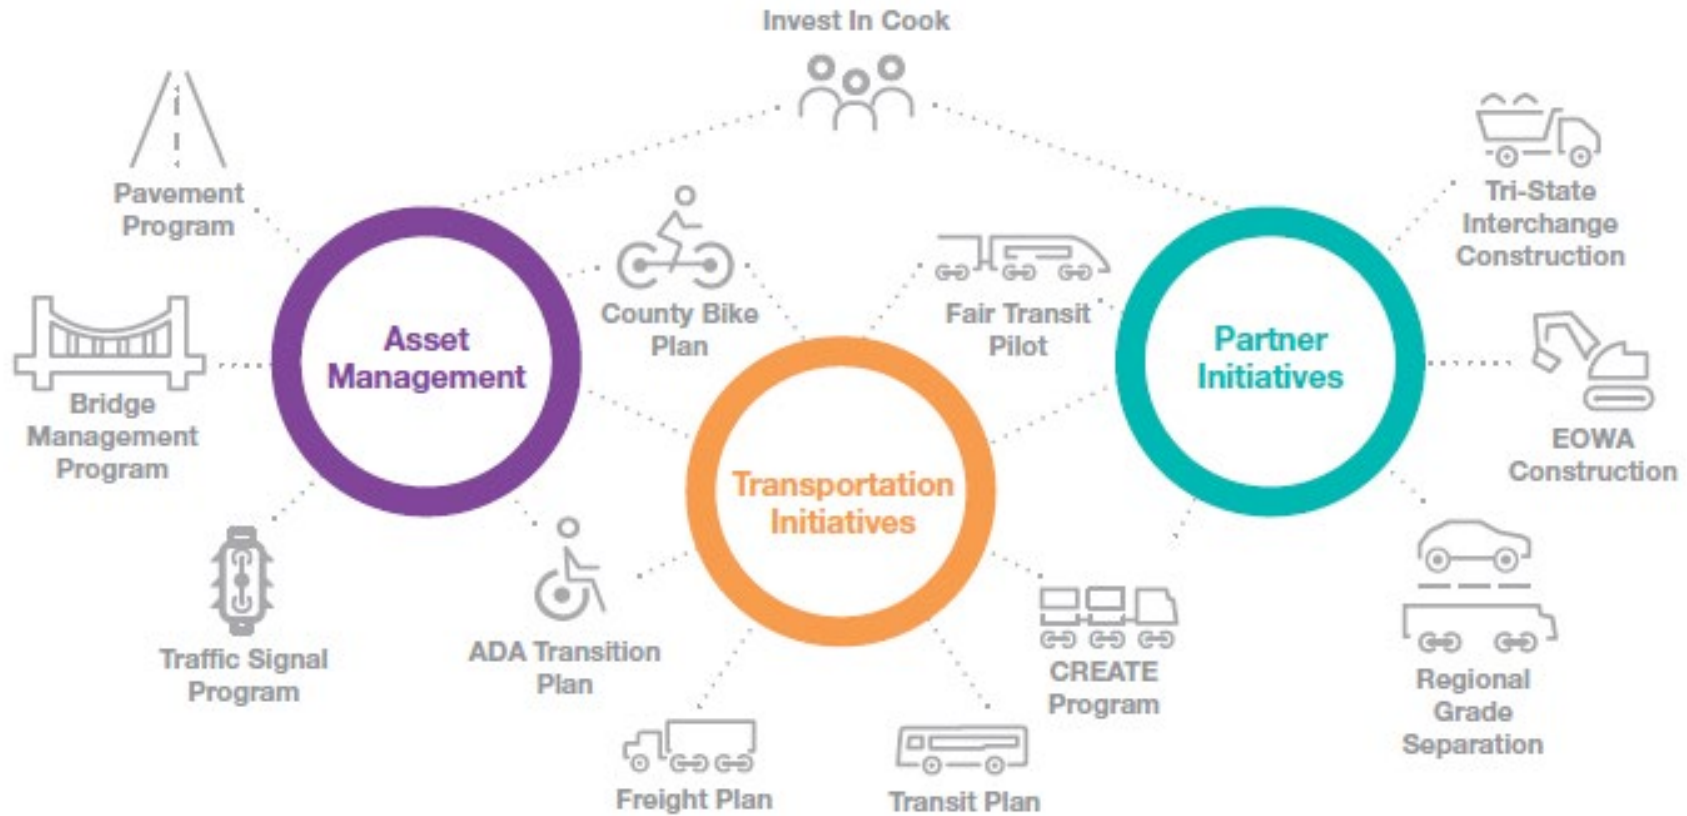 Invest In Cook
Pavement
Program
Tri-State
Interchange
Construction
County Bike
Plan
Fair Transit
Pilot
Asset
Management
Partner
Initiatives
Bridge
Management
Program
EOWA
Construction
Transportation
Initiatives
Traffic Signal
Program
ADA Transition
Plan
CREATE
Program
Regional
Grade
Separation
Freight Plan
Transit Plan